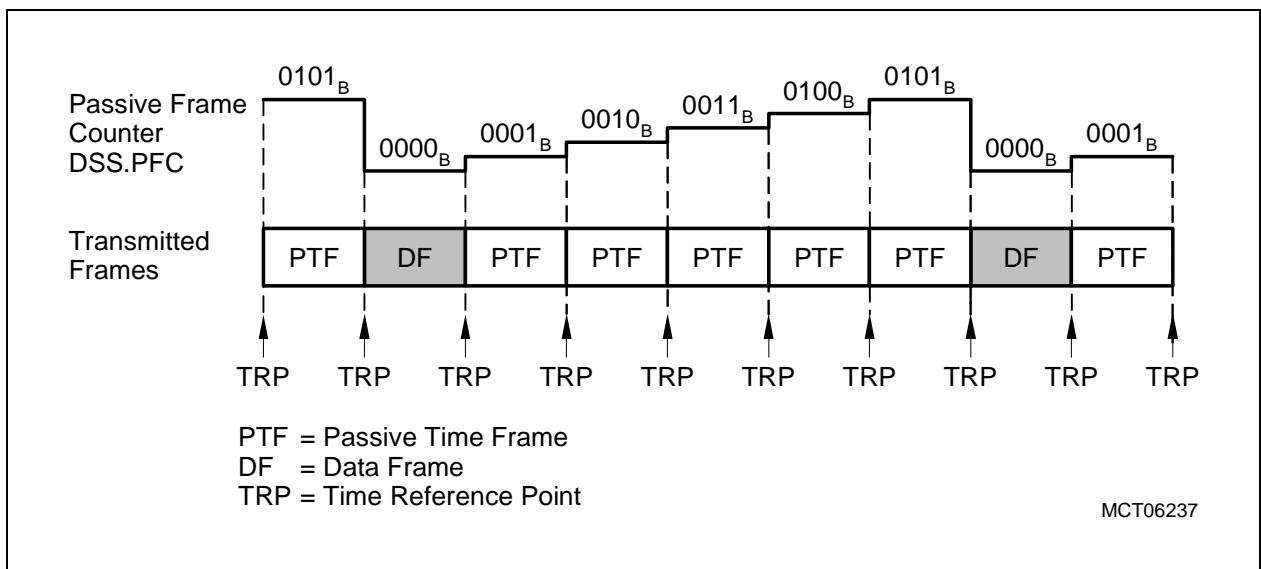 Passive Frame
Counter
DSS.PFC
0101B
0000B
0001B
0010B
0011B
0100B
0101B
0000B
0001B
Transmitted
Frames
PTF DF PTF PTF PTF PTF PTF DF PTF
TRP TRP TRP TRP TRP TRP TRP TRP TRP TRP
PTF = Passive Time Frame
DF = Data Frame
TRP = Time Reference Point
MCT06237